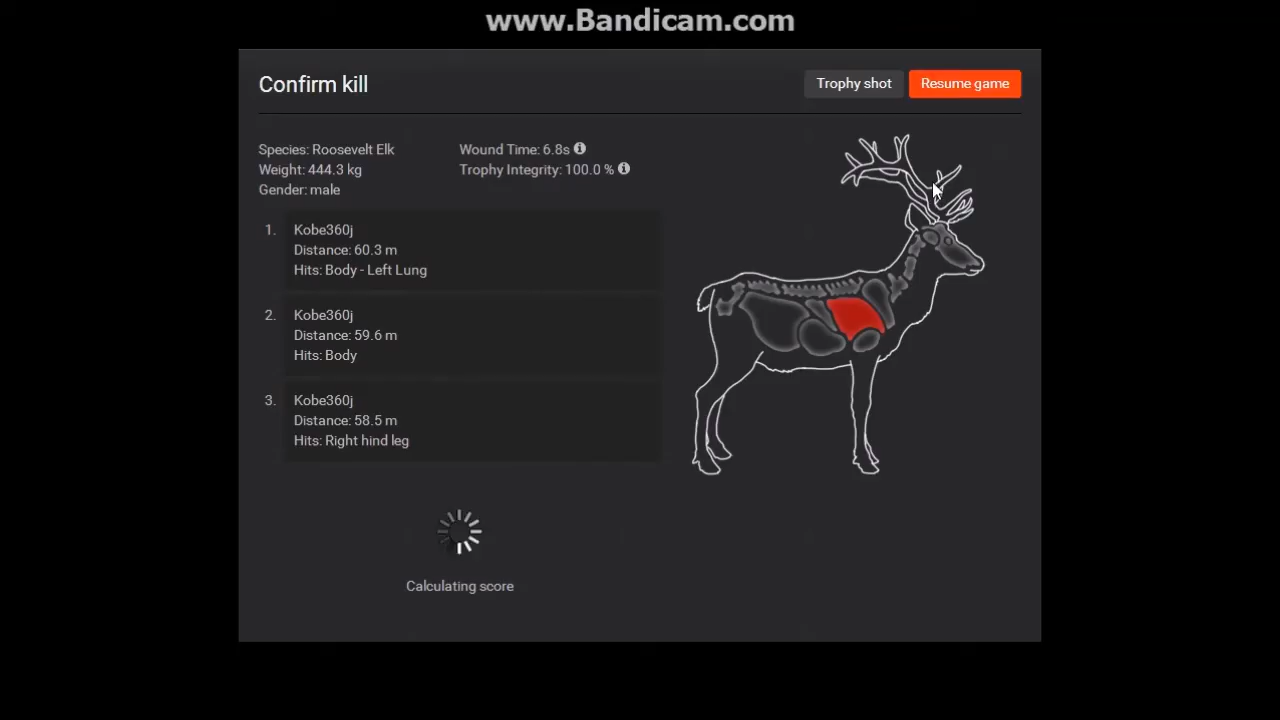 www.Bandicam.com
Confirm kill
Trophy shot
Resume game
Species: Roosevelt Elk
Weight: 444.3 kg
Gender: male
Wound Time: 6.8s
Trophy Integrity: 100.0 %
1. Kobe360j
Distance: 60.3 m
Hits: Body - Left Lung
2. Kobe360j
Distance: 59.6 m
Hits: Body
3. Kobe360j
Distance: 58.5 m
Hits: Right hind leg
Calculating score